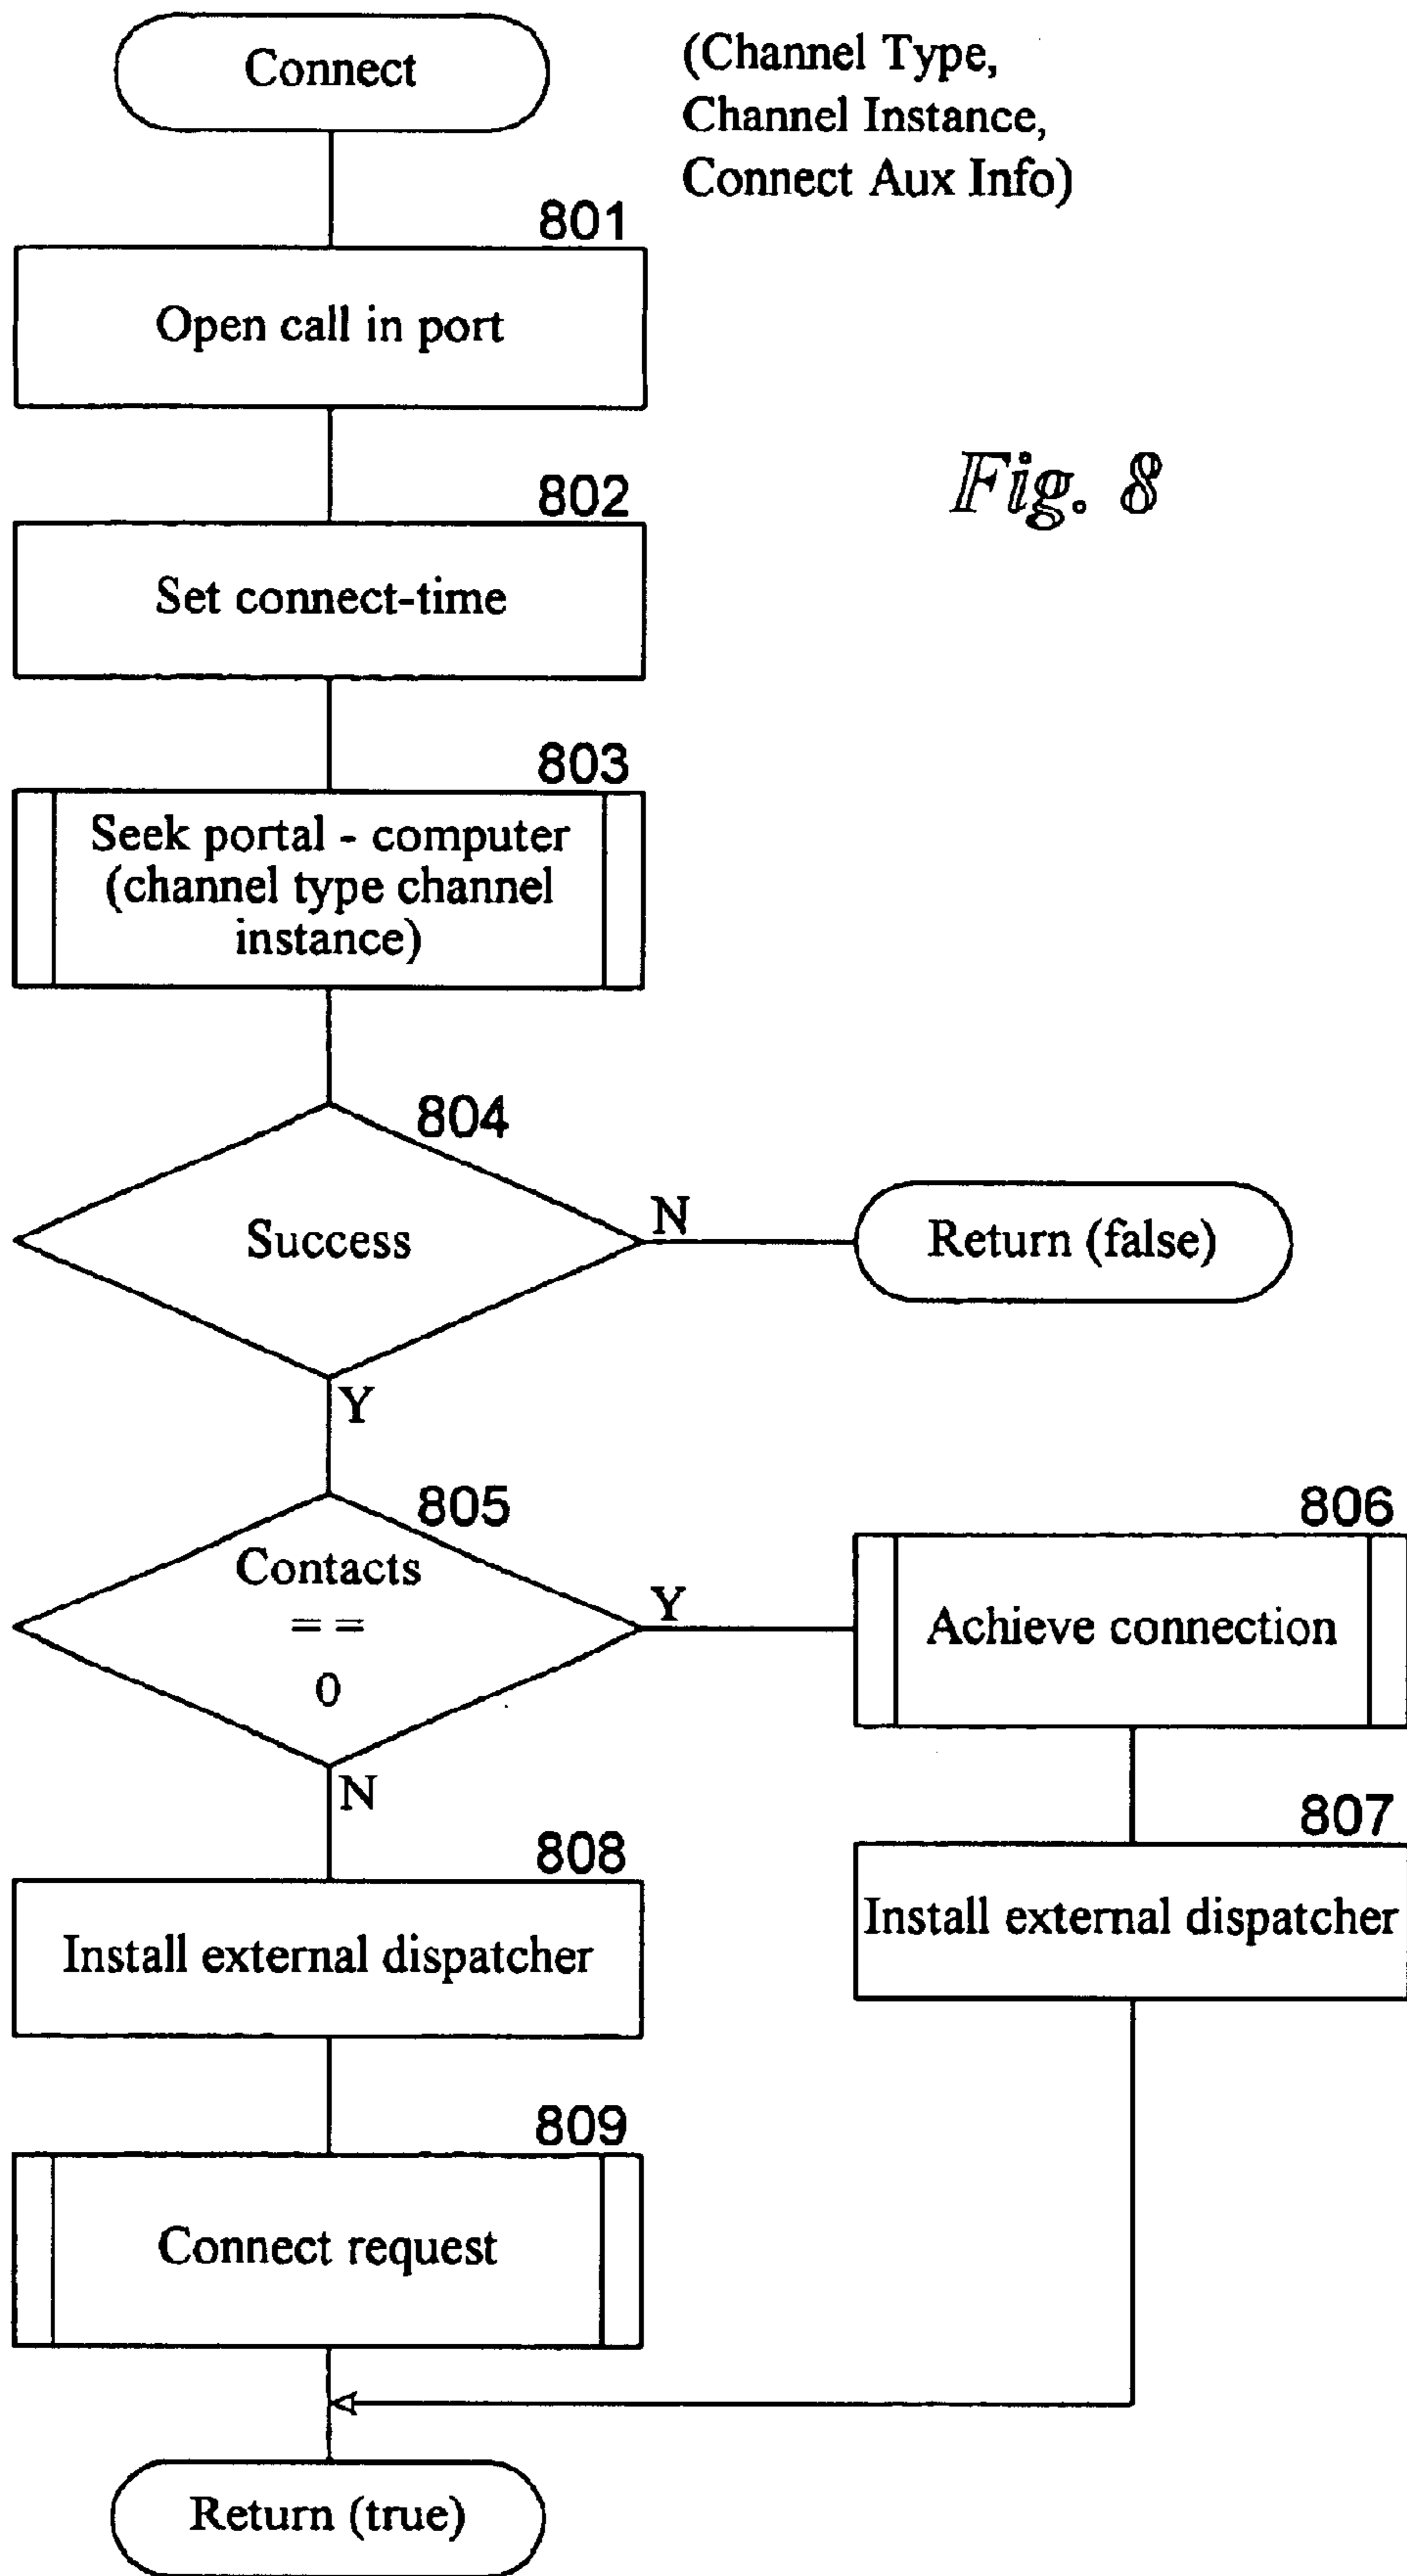 Connect
(Channel Type,
Channel Instance,
Connect Aux Info)
801
Open call in port
Fig. 8
802
Set connect-time
803
Seek portal - computer
(channel type channel
instance)
804
Success
N
Return (false)
Y
805
Contacts
= =
0
Y
806
Achieve connection
N
807
Install external dispatcher
808
Install external dispatcher
809
Connect request
Return (true)